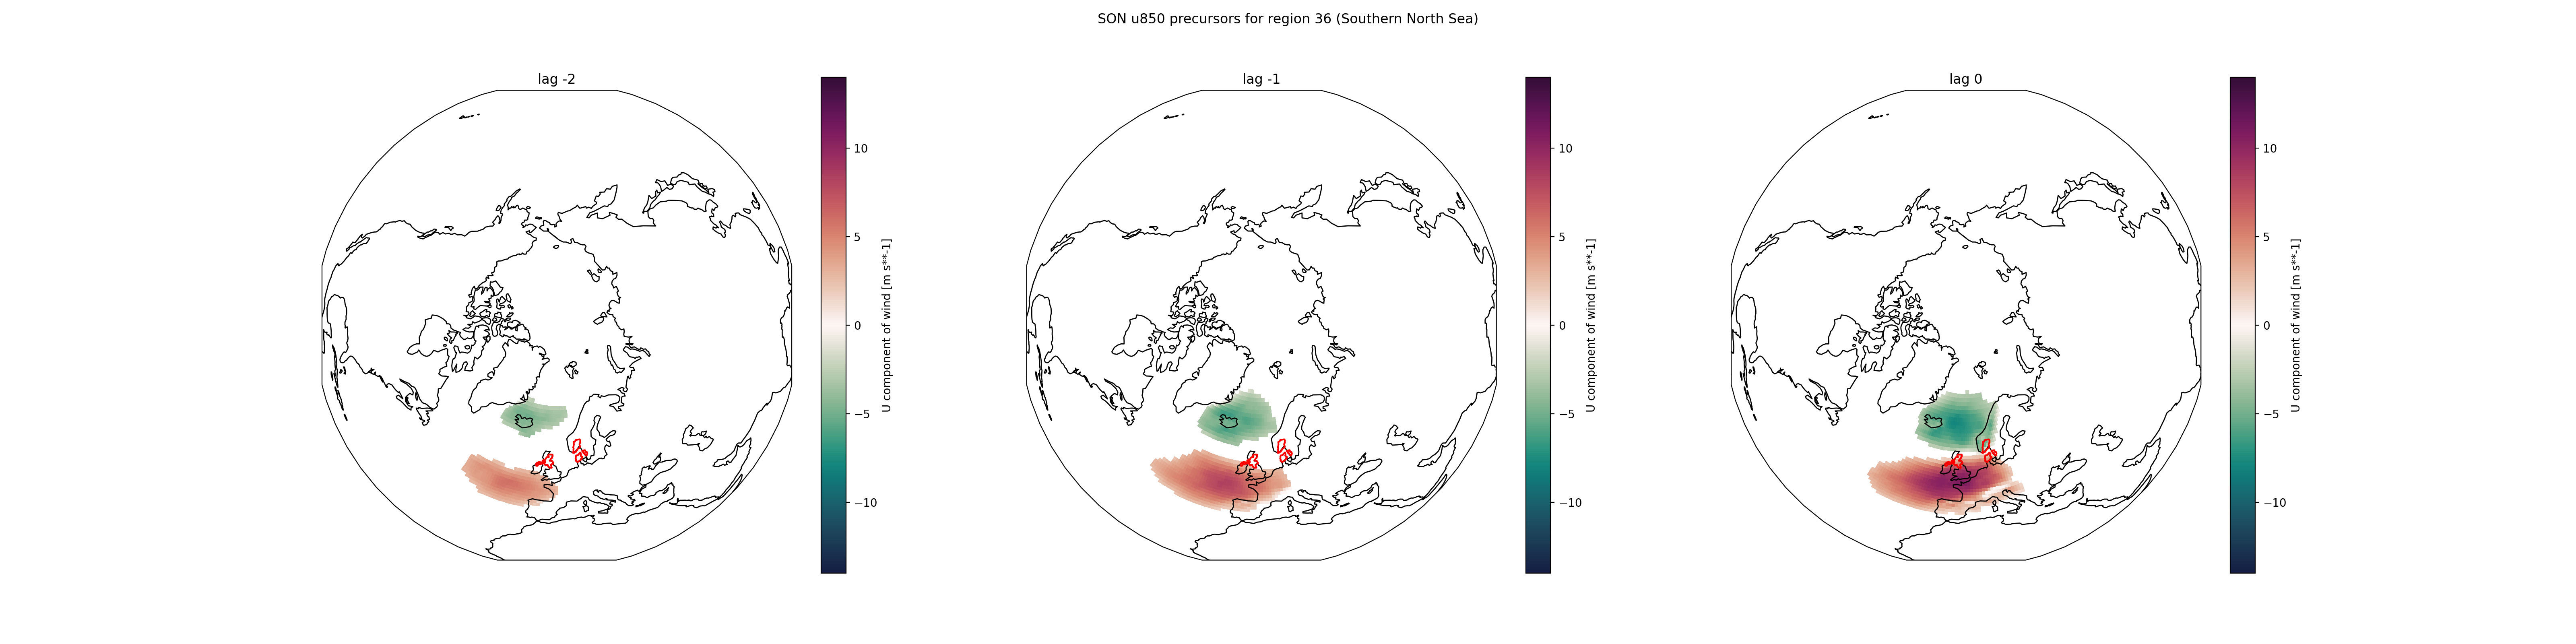 SON u850 precursors for region 36 (Southern North Sea)
lag -2
10
5
0
−5
−10
U component of wind [m s**-1]
lag -1
10
5
0
−5
−10
U component of wind [m s**-1]
lag 0
10
5
0
−5
−10
U component of wind [m s**-1]